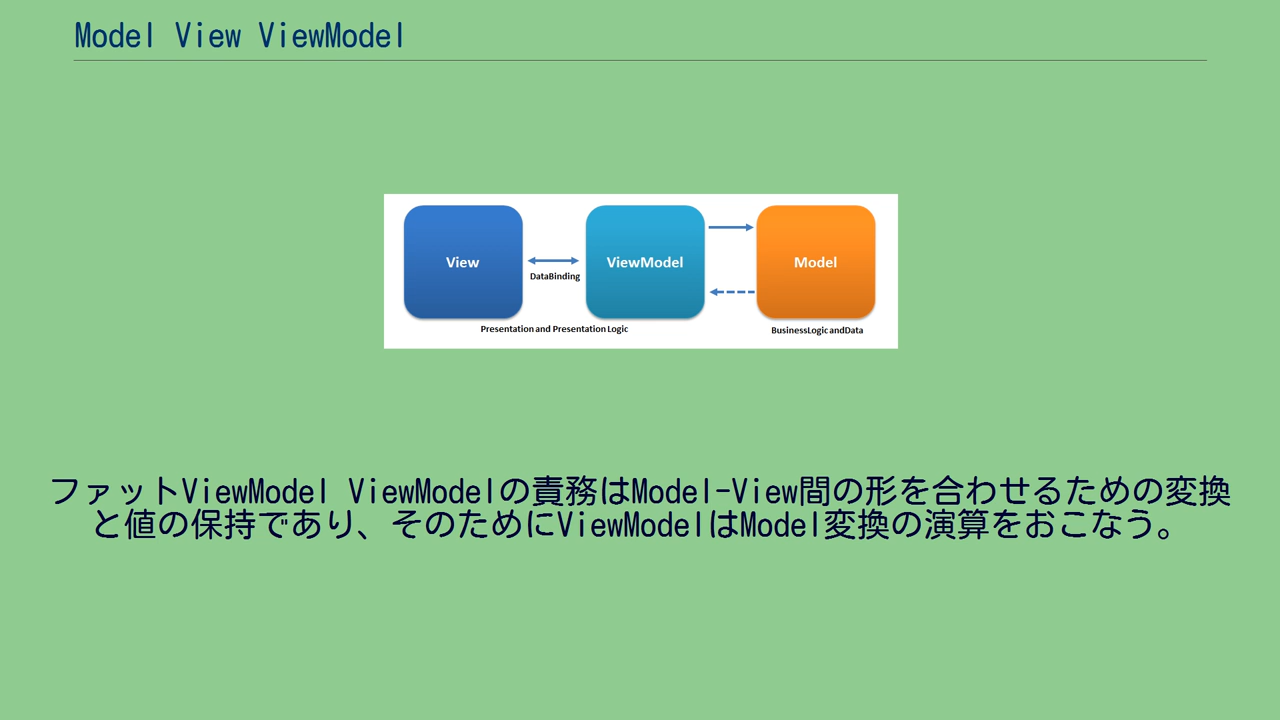 Model View ViewModel
View
DataBinding
ViewModel
Model
Presentation and Presentation Logic
BusinessLogic andData
ファットViewModel ViewModelの責務はModel-View間の形を合わせるための変換
と値の保持であり、そのためにViewModelはModel変換の演算をおこなう。